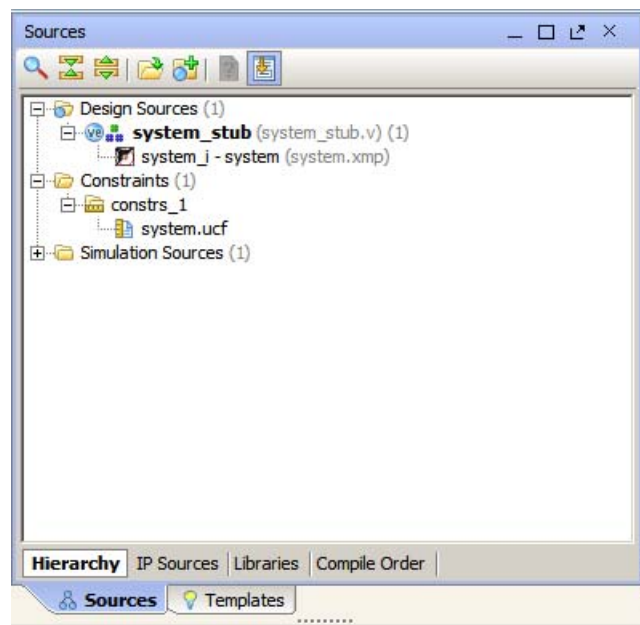 Sources
Design Sources (1)
ve system_stub (system_stub.v) (1)
system_i - system (system.xmp)
Constraints (1)
constrs_1
system.ucf
Simulation Sources (1)
Hierarchy IP Sources Libraries Compile Order
Sources Templates